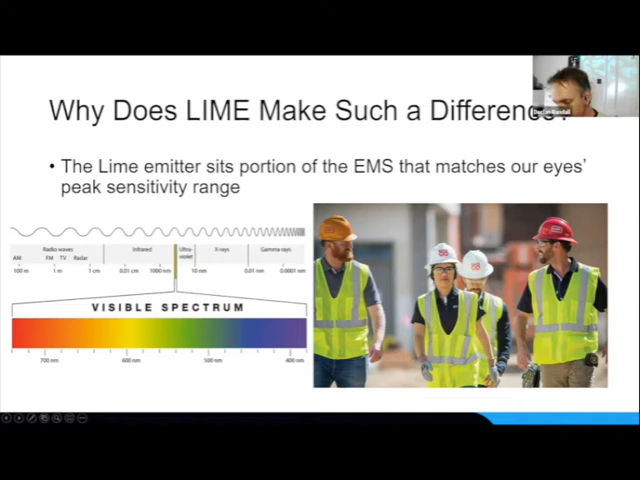 Why Does LIME Make Such a Difference?
Dustin Randall
• The Lime emitter sits portion of the EMS that matches our eyes'
peak sensitivity range
Radio waves Infrared Ultra-violet X-rays Gamma rays
AM FM TV Radar
100 m 1 m 1 cm 0.01 cm 1000 nm 10 nm 0.01 nm 0.0001 nm
VISIBLE SPECTRUM
700 nm 600 nm 500 nm 400 nm